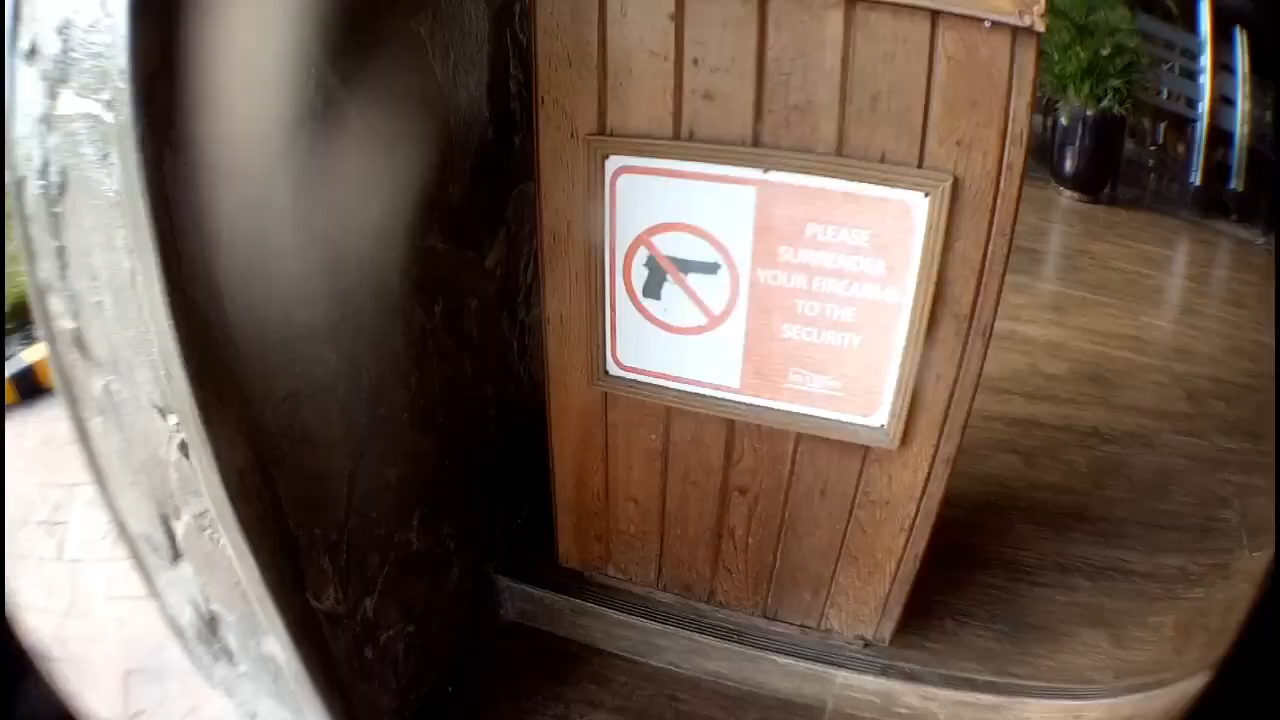 PLEASE
SURRENDER
YOUR FIREARMS
TO THE
SECURITY